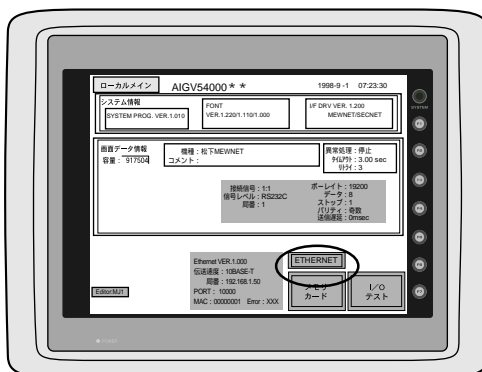 ローカルメイン AIGV54000** 1998-9 -1 07:23:30
システム情報
SYSTEM PROG. VER.1.010
FONT
VER.1.220/1.110/1.000
I/F DRV VER. 1.200
MEWNET/SECNET
SYSTEM
画面データ情報
容量: 917504
機種:松下MEWNET
コメント:
異常処理:停止
タイムアウト:3.00 sec
リトライ:3
接続信号:1:1
信号レベル:RS232C
局番:1
ボーレイト:19200
データ:8
ストップ:1
パリティ:奇数
送信遅延:0msec
Ethernet VER.1.000
伝送速度:10BASE-T
局番:192.168.1.50
PORT: 10000
MAC:00000001 Error:XXX
ETHERNET
Editor:MJ1
メモリ
カード
I/O
テスト
POWER